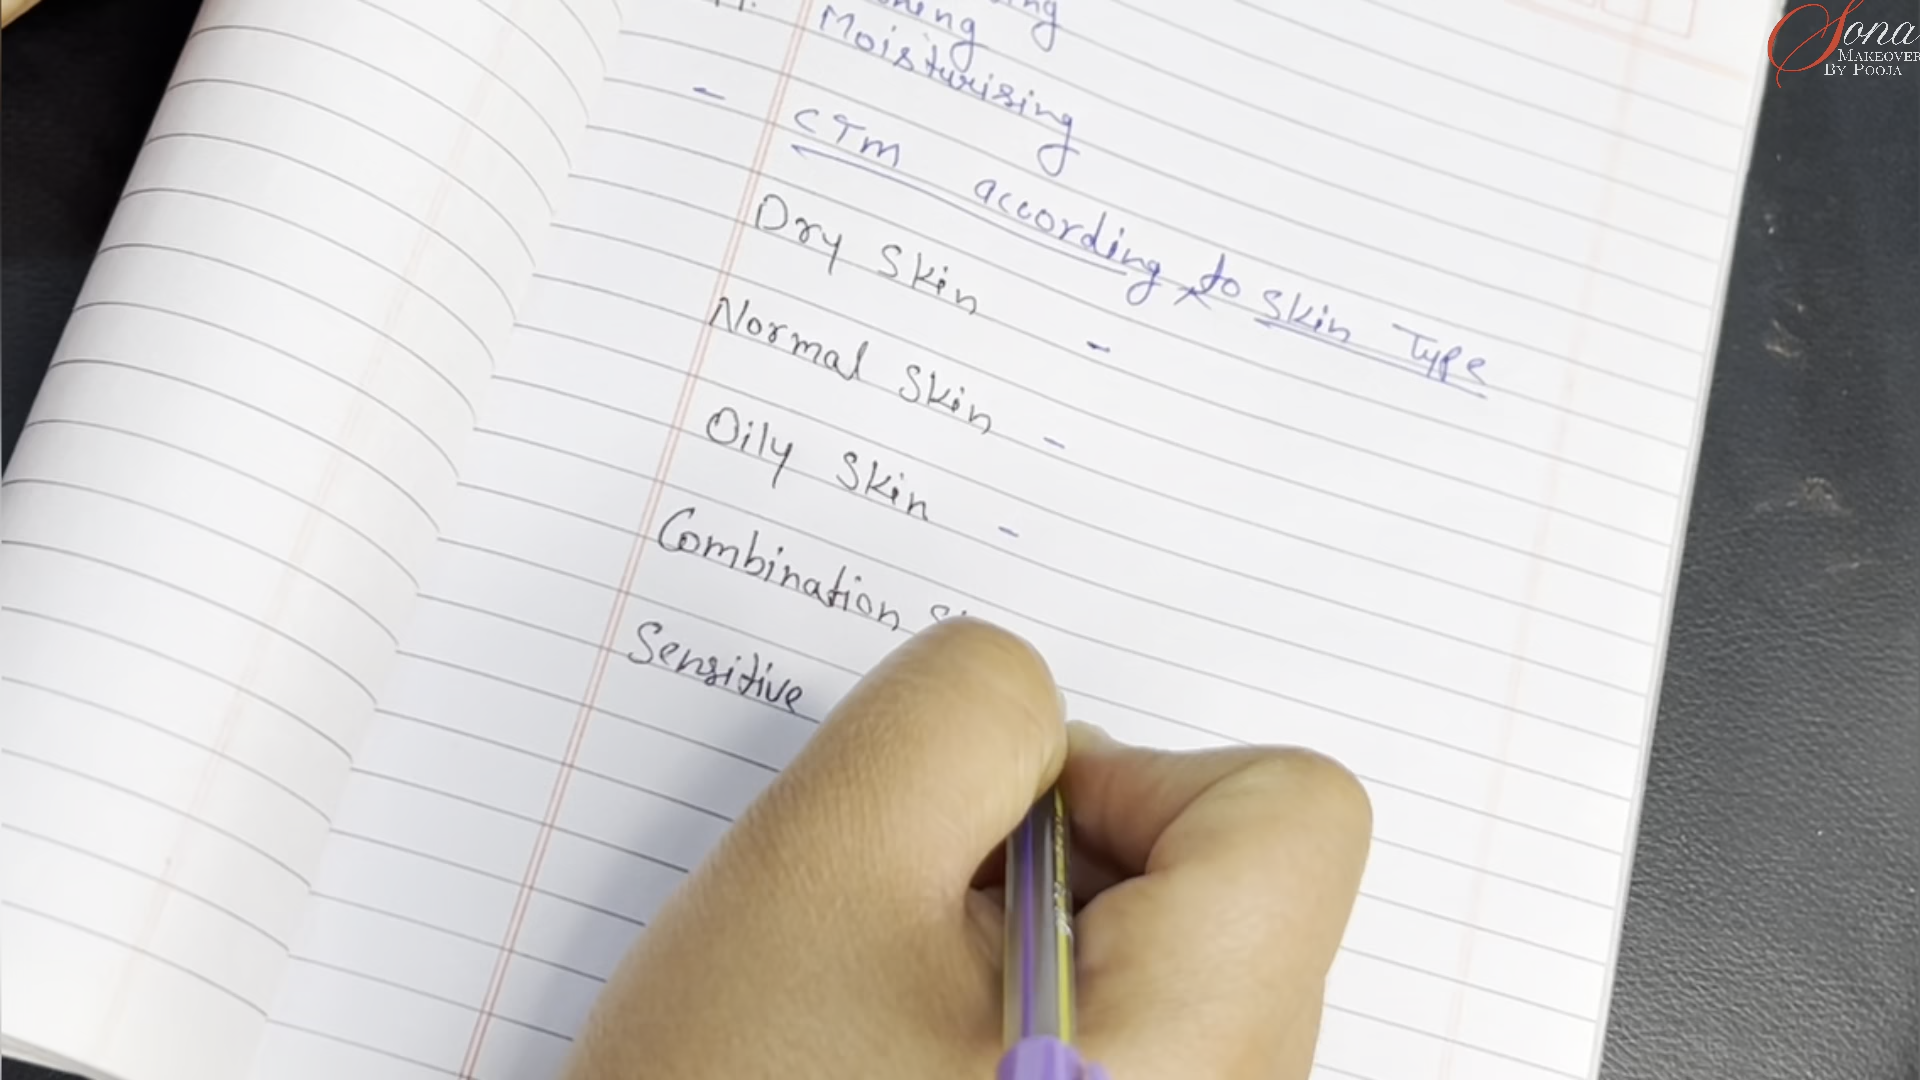 Moisturising
- CTM according to Skin Type
Dry Skin -
Normal Skin -
Oily Skin -
Combination
Sensitive
Sona
MAKEOVER
BY POOJA